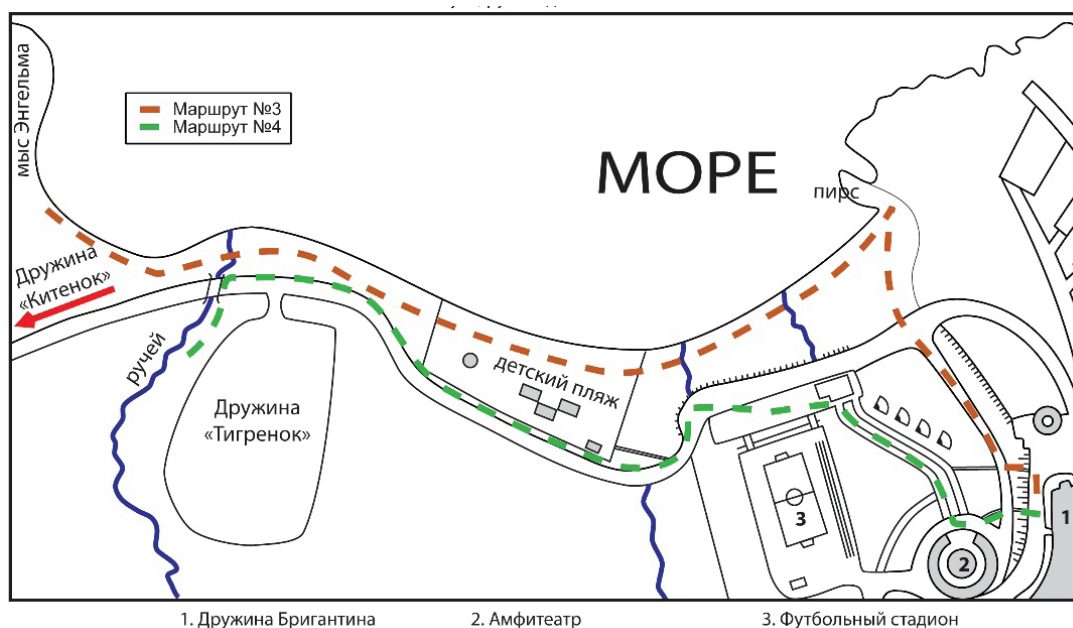 мыс Энгельма
Маршрут №3
Маршрут №4
МОРЕ
пирс
Дружина
«Китенок»
ручей
детский пляж
Дружина
«Тигренок»
3
1
2
1. Дружина Бригантина
2. Амфитеатр
3. Футбольный стадион